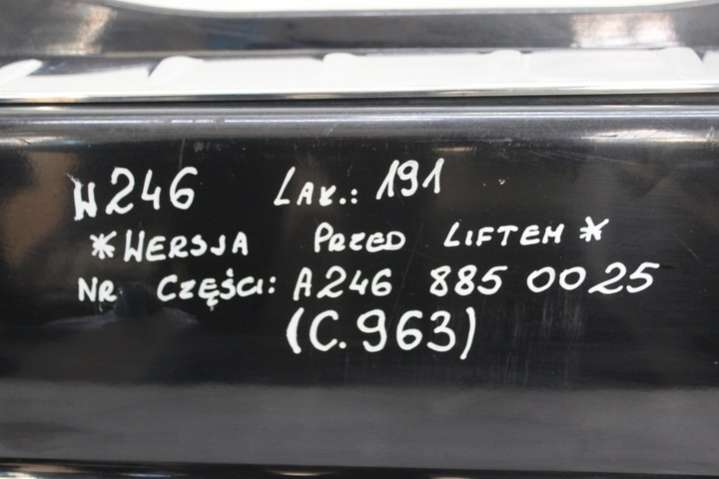 W246 LAK.: 191
*WERSJA PRZED LIFTEM*
NR CZĘŚCI: A246 885 0025
(C.963)